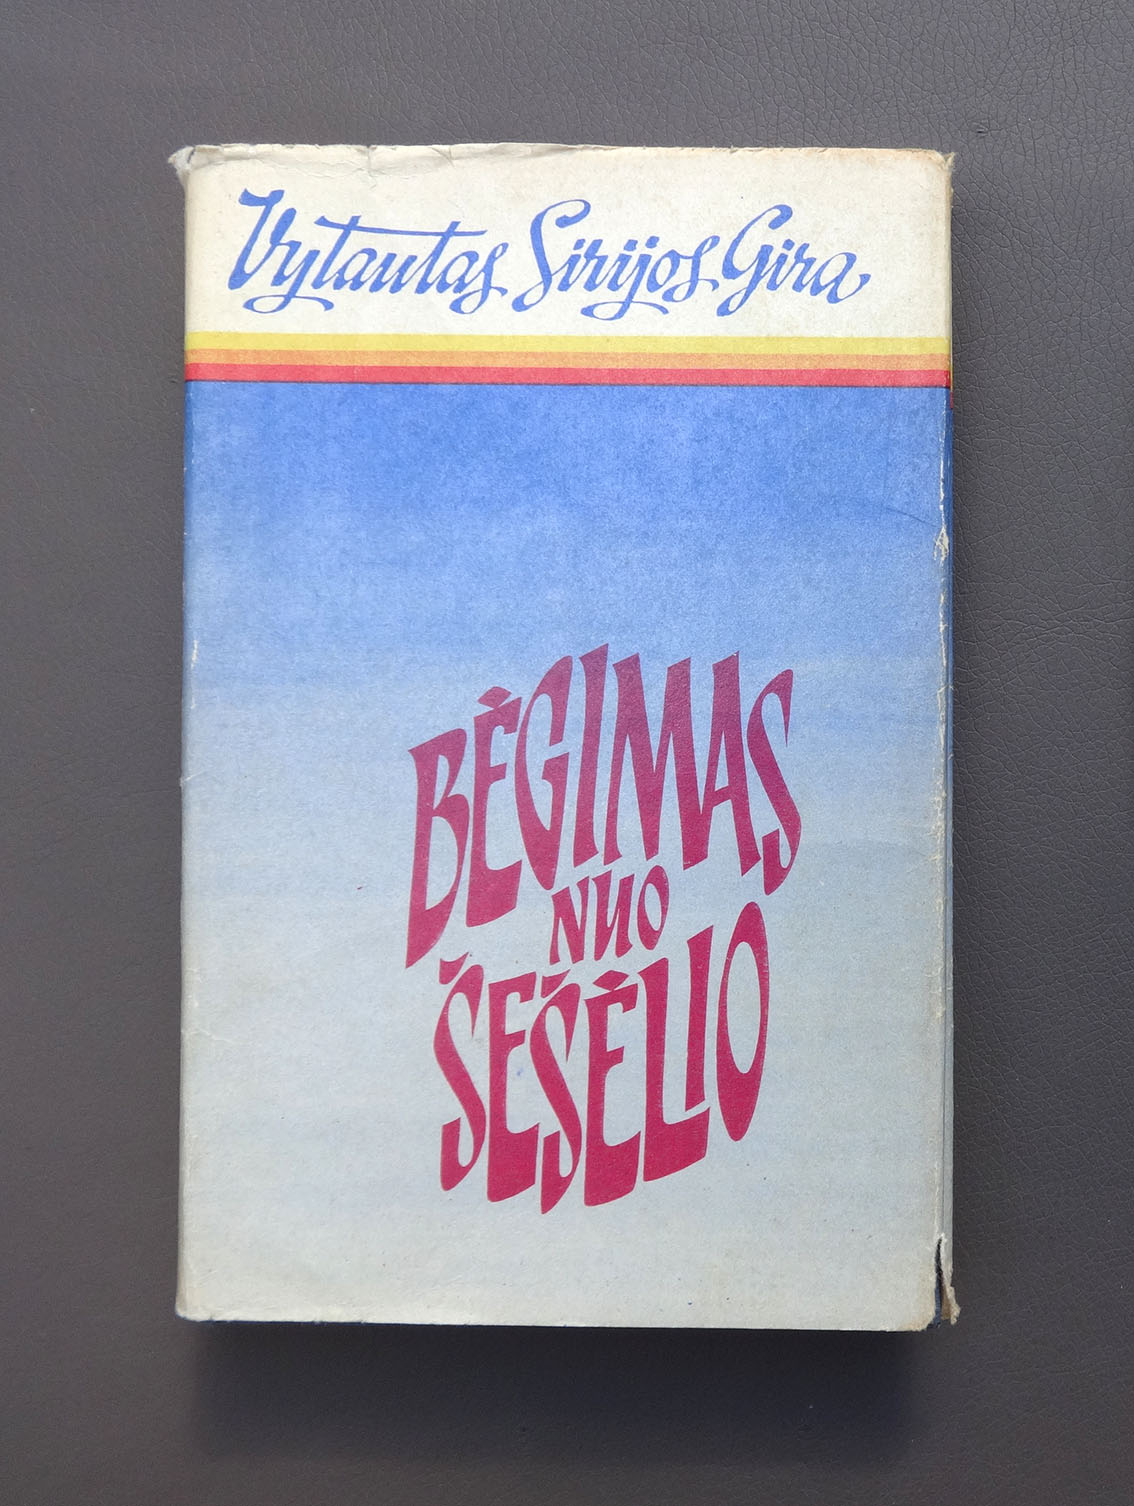 Vytautas Sirijos Gira
BĖGIMAS
NUO
ŠEŠĖLIO